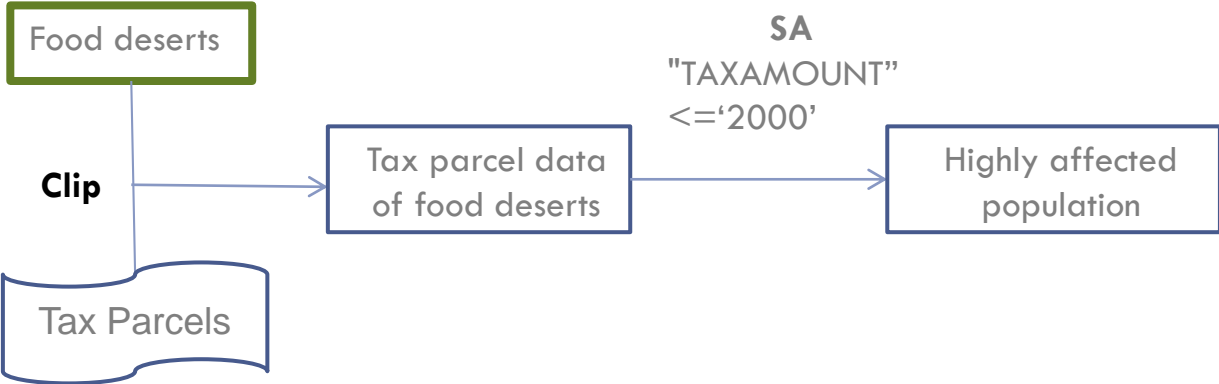 Food deserts
SA
"TAXAMOUNT”
<=‘2000’
Clip
Tax parcel data
of food deserts
Highly affected
population
Tax Parcels